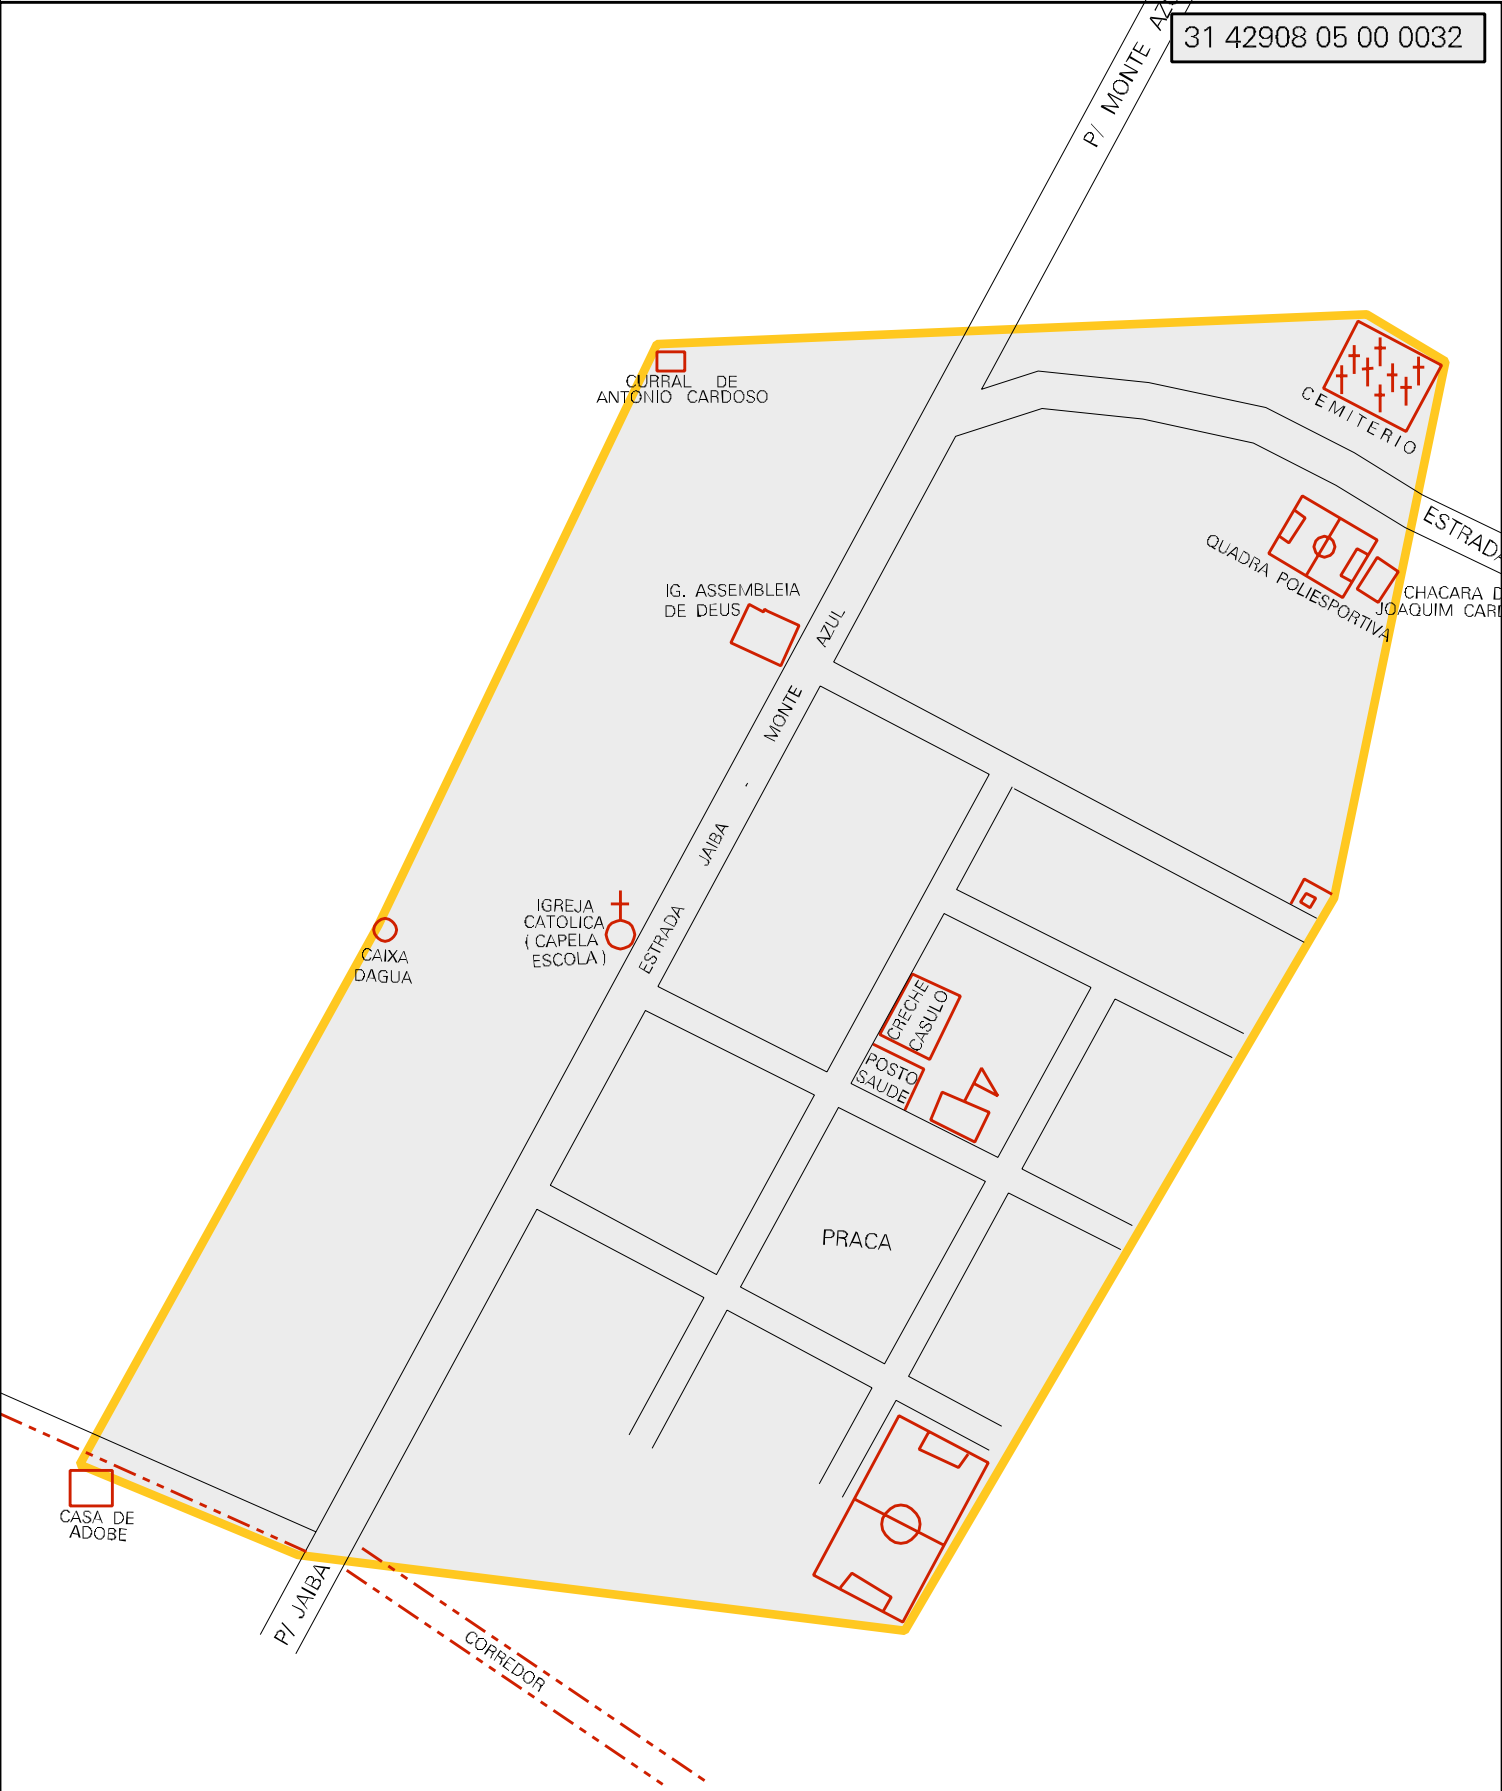 31 42908 05 00 0032
P/ MONTE
CURRAL DE
ANTONIO CARDOSO
CEMITERIO
ESTRADA
QUADRA POLIESPORTIVA
CHACARA
JOAQUIM
IG. ASSEMBLEIA
DE DEUS
ESTRADA JAIBA - MONTE AZUL
IGREJA
CATOLICA
( CAPELA
ESCOLA )
CAIXA
DAGUA
CRECHE
CASULO
POSTO
SAUDE
PRACA
CASA DE
ADOBE
P/ JAIBA
CORREDOR